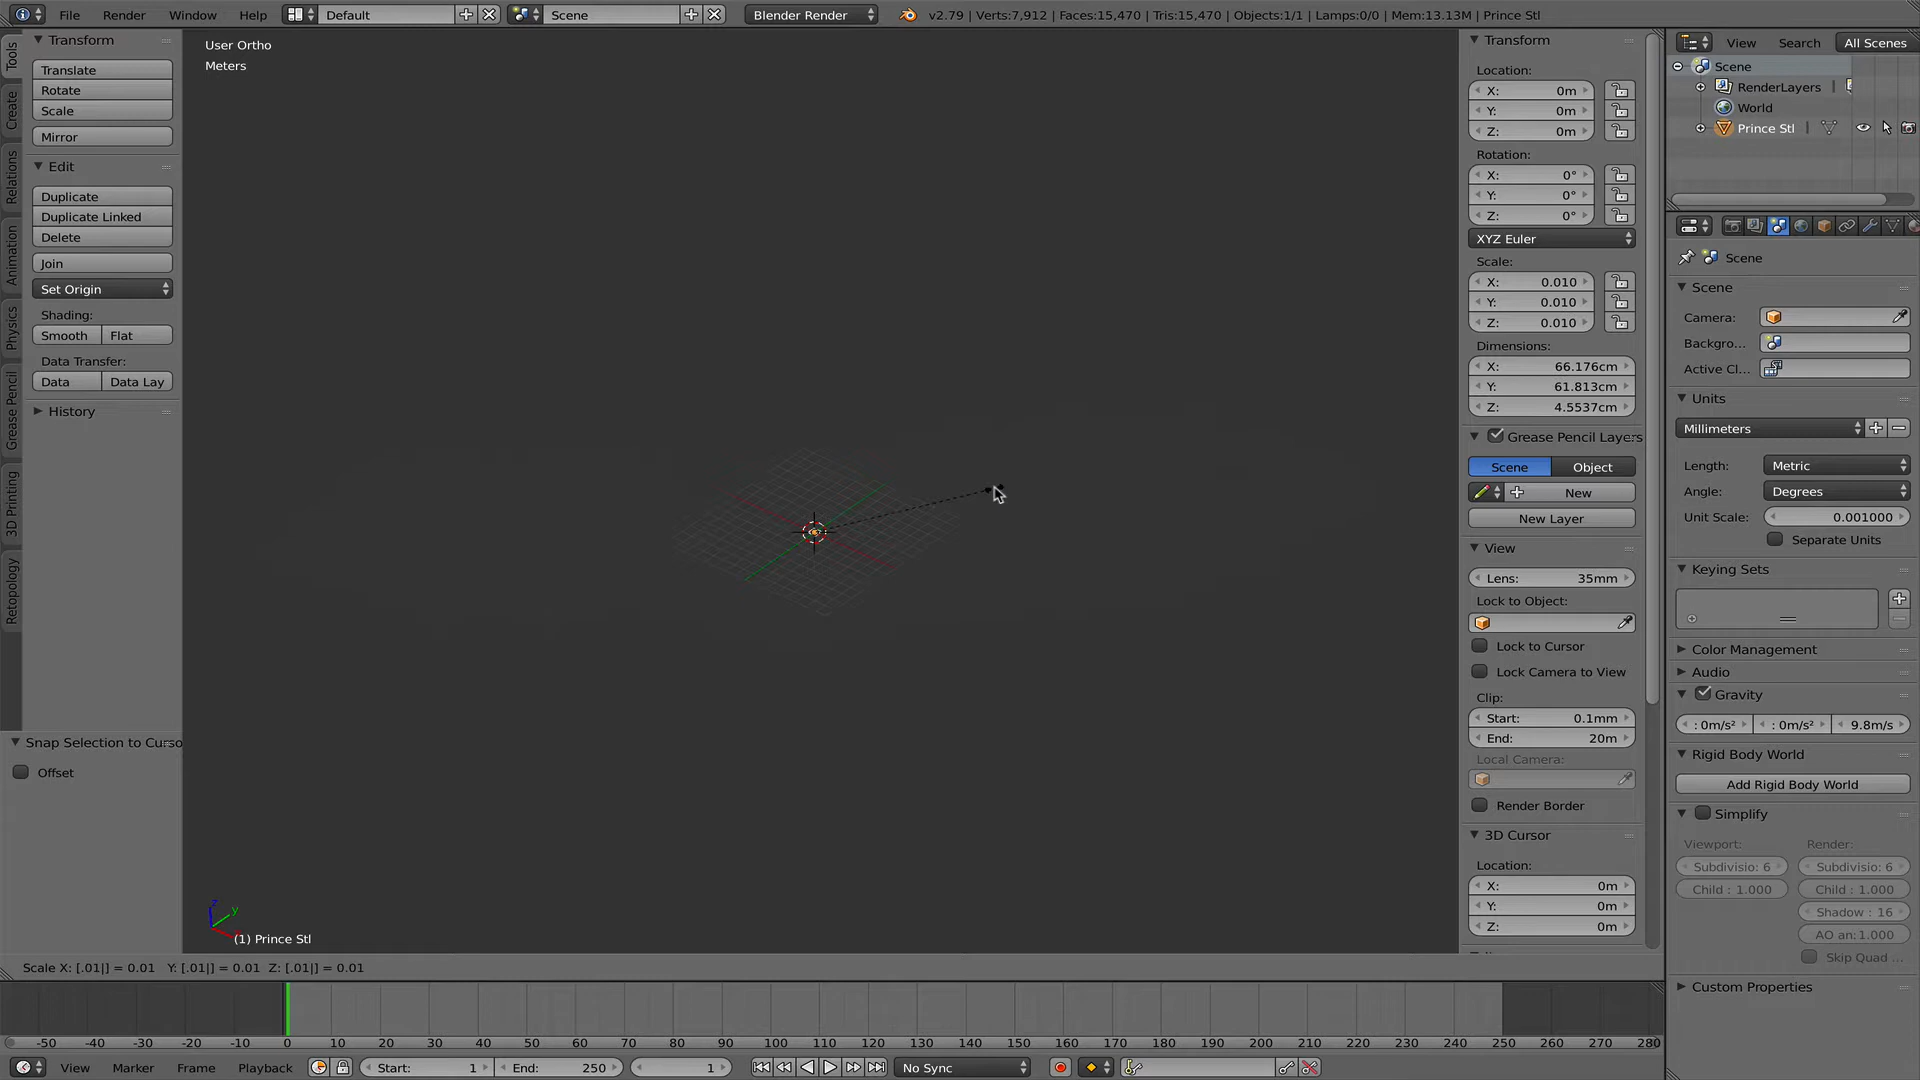 File Render Window Help Default Scene Blender Render v2.79 | Verts:7,912 | Faces:15,470 | Tris:15,470 | Objects:1/1 | Lamps:0/0 | Mem:13.13M | Prince Stl
Tools
Create
Relations
Animation
Physics
Grease Pencil
3D Printing
Retopology
Transform
Translate
Rotate
Scale
Mirror
Edit
Duplicate
Duplicate Linked
Delete
Join
Set Origin
Shading:
Smooth Flat
Data Transfer:
Data Data Lay
History
Snap Selection to Curso
Offset
User Ortho
Meters
z
y
(1) Prince Stl
Scale X: [.01|] = 0.01 Y: [.01|] = 0.01 Z: [.01|] = 0.01
Transform
Location:
X: 0m
Y: 0m
Z: 0m
Rotation:
X: 0°
Y: 0°
Z: 0°
XYZ Euler
Scale:
X: 0.010
Y: 0.010
Z: 0.010
Dimensions:
X: 66.176cm
Y: 61.813cm
Z: 4.5537cm
Grease Pencil Layers
Scene Object
New
New Layer
View
Lens: 35mm
Lock to Object:
Lock to Cursor
Lock Camera to View
Clip:
Start: 0.1mm
End: 20m
Local Camera:
Render Border
3D Cursor
Location:
X: 0m
Y: 0m
Z: 0m
View Search All Scenes
Scene
RenderLayers
World
Prince Stl
Scene
Scene
Camera:
Backgro...
Active Cl...
Units
Millimeters
Length: Metric
Angle: Degrees
Unit Scale: 0.001000
Separate Units
Keying Sets
Color Management
Audio
Gravity
: 0m/s² : 0m/s² 9.8m/s
Rigid Body World
Add Rigid Body World
Simplify
Viewport: Render:
Subdivisio: 6 Subdivisio: 6
Child : 1.000 Child : 1.000
Shadow : 16
AO an:1.000
Skip Quad ...
Custom Properties
-50 -40 -30 -20 -10 0 10 20 30 40 50 60 70 80 90 100 110 120 130 140 150 160 170 180 190 200 210 220 230 240 250 260 270 280
View Marker Frame Playback Start: 1 End: 250 1 No Sync